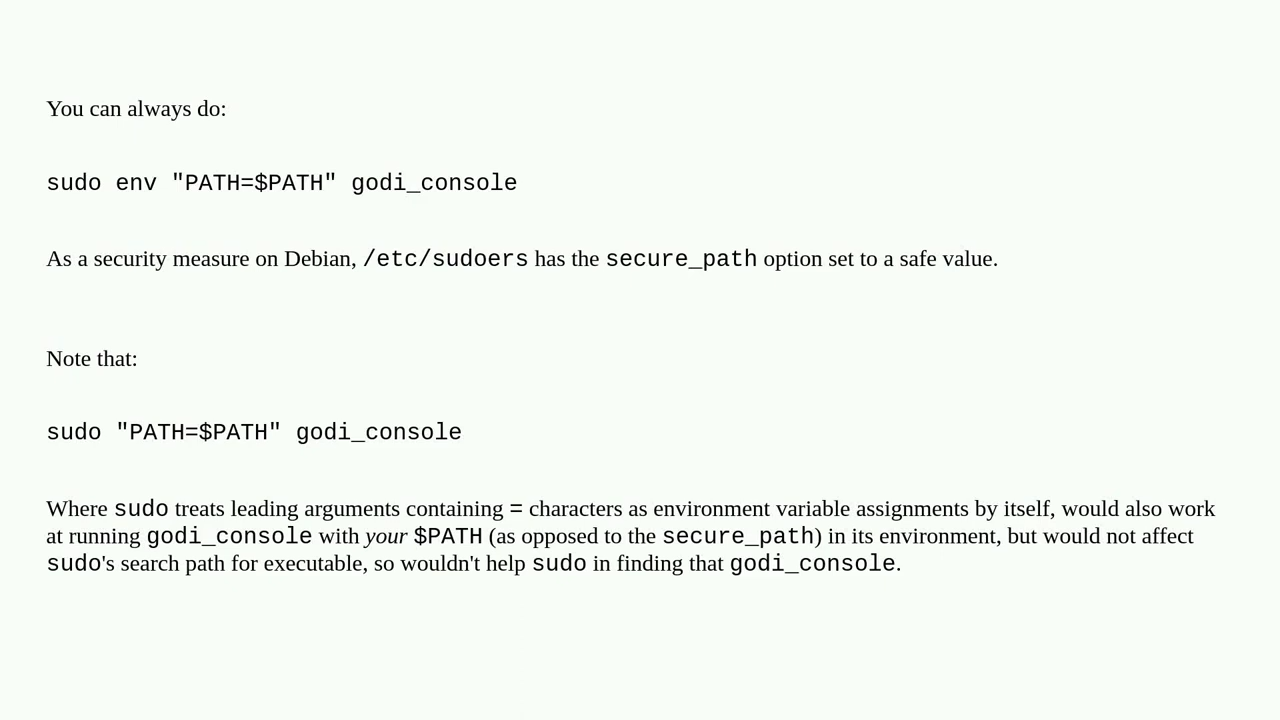 You can always do:
sudo env "PATH=$PATH" godi_console
As a security measure on Debian, /etc/sudoers has the secure_path option set to a safe value.
Note that:
sudo "PATH=$PATH" godi_console
Where sudo treats leading arguments containing = characters as environment variable assignments by itself, would also work
at running godi_console with your $PATH (as opposed to the secure_path) in its environment, but would not affect
sudo's search path for executable, so wouldn't help sudo in finding that godi_console.